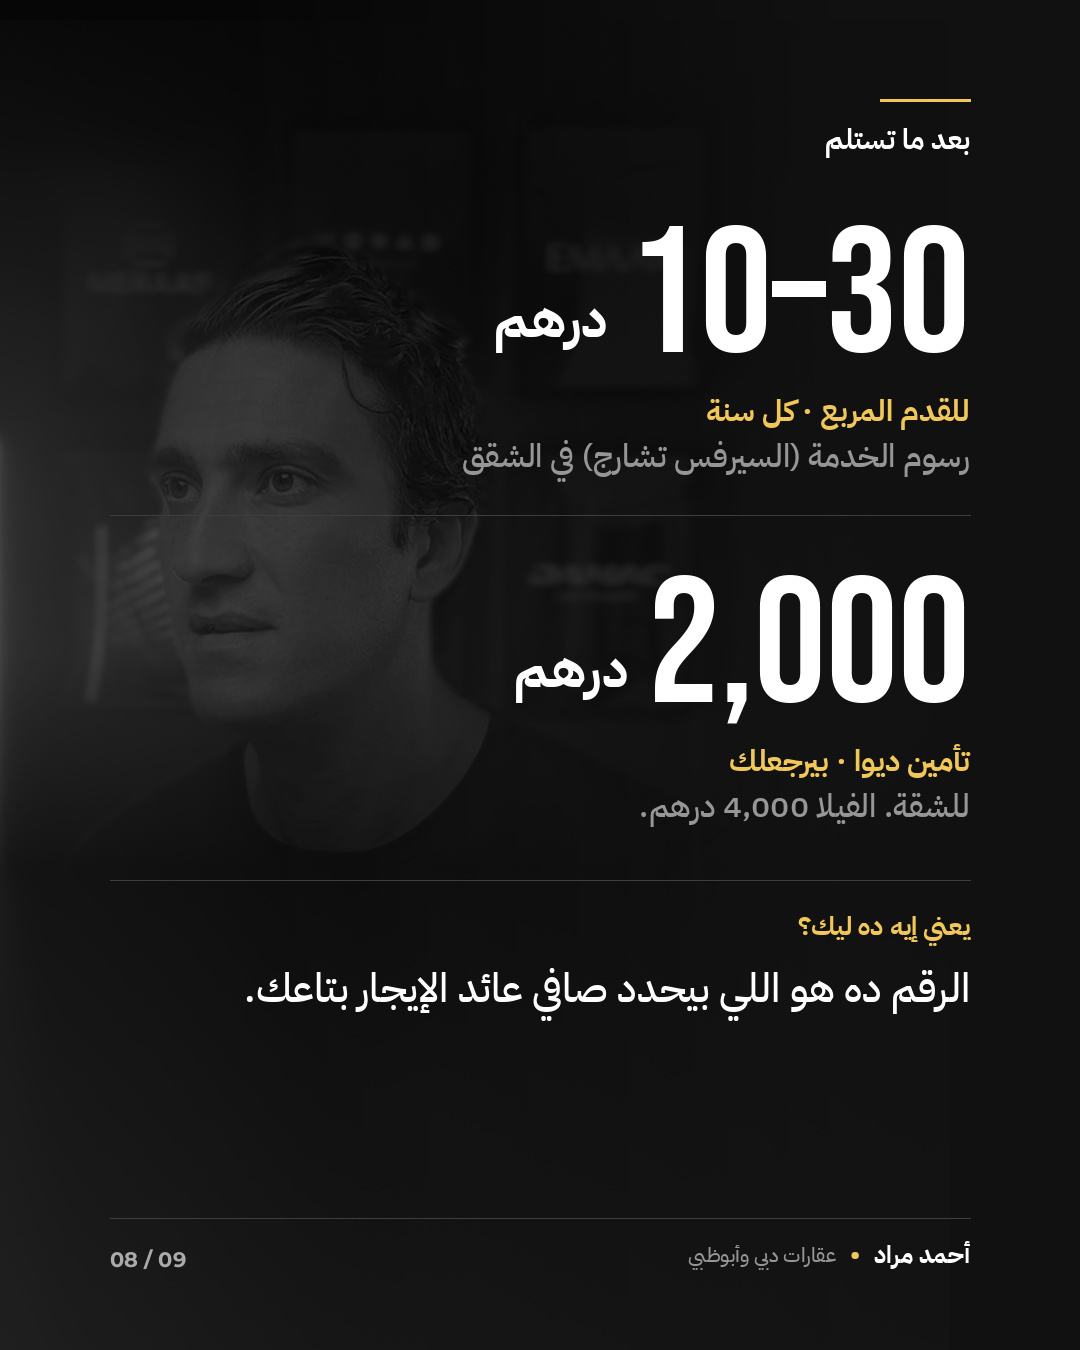 بعد ما تستلم
10–30 درهم
للقدم المربع · كل سنة
رسوم الخدمة (السيرفس تشارج) في الشقق
2,000 درهم
تأمين ديوا · بيرجعلك
للشقة. الفيلا 4,000 درهم.
يعني إيه ده ليك؟
الرقم ده هو اللي بيحدد صافي عائد الإيجار بتاعك.
أحمد مراد • عقارات دبي وأبوظبي
08 / 09